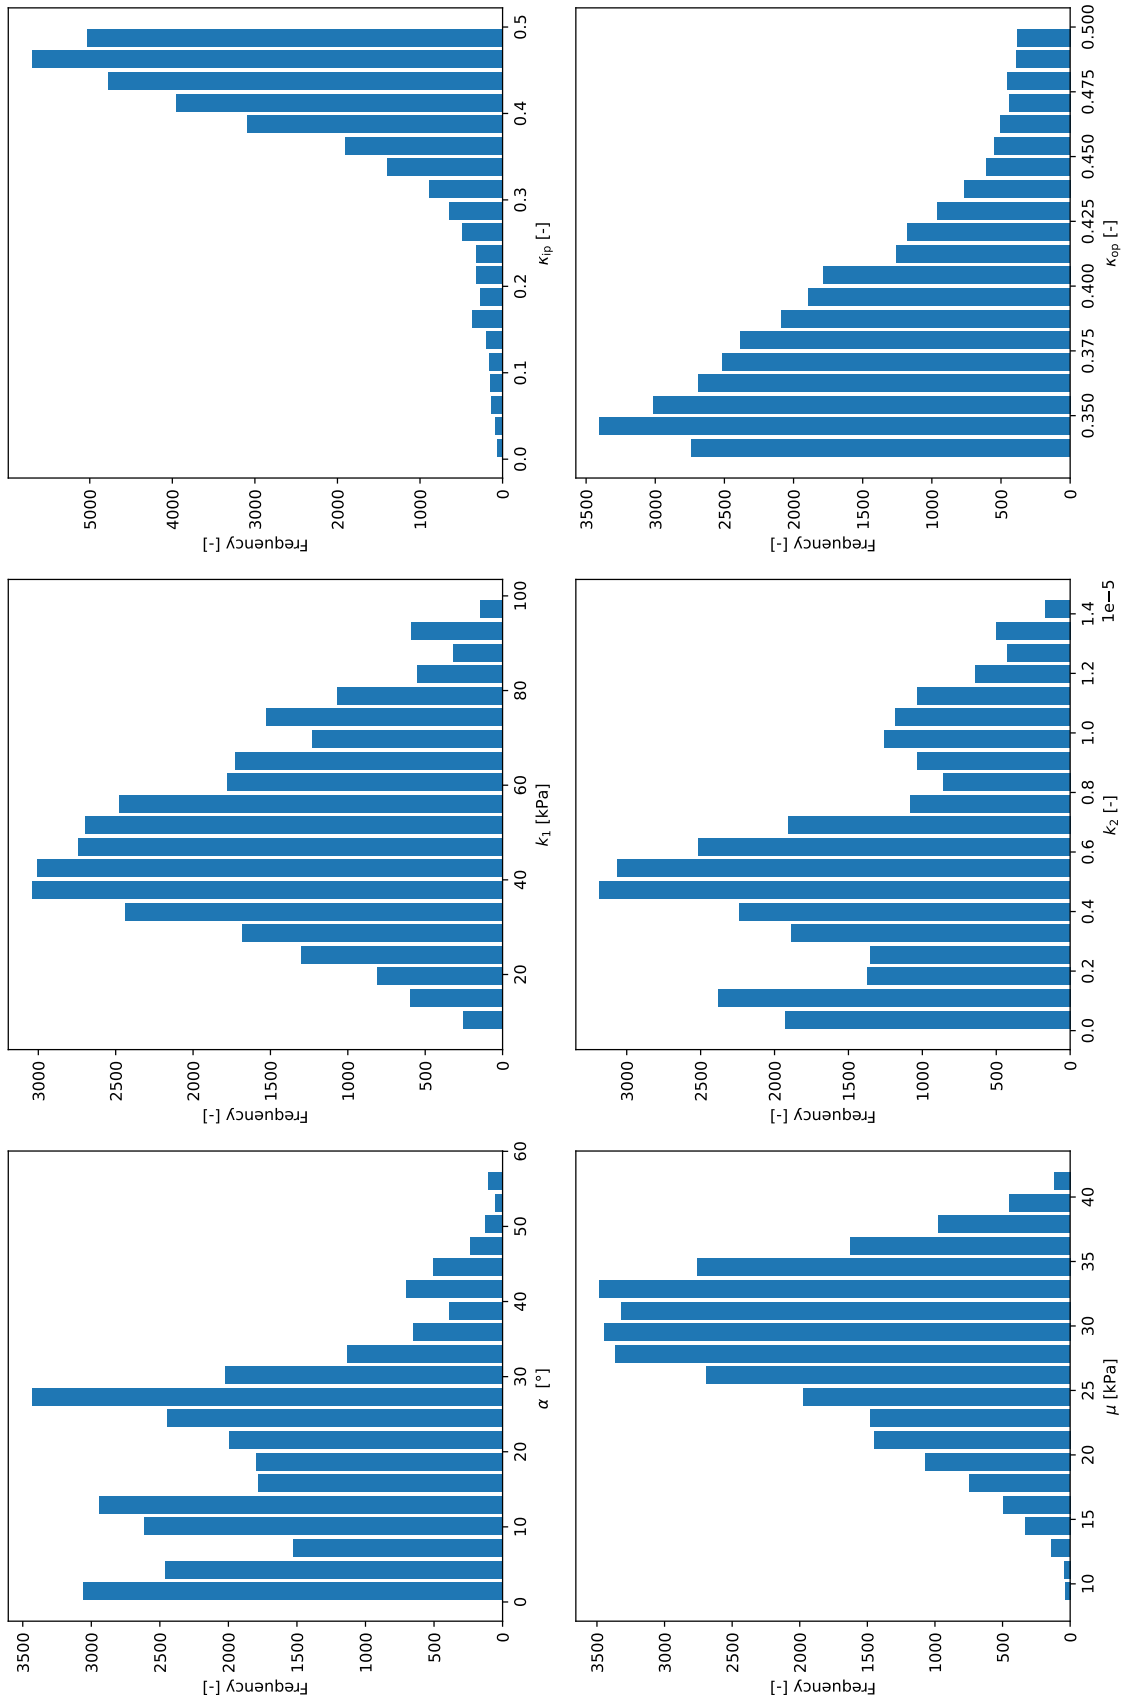 Frequency [-]
3500
3000
2500
2000
1500
1000
500
0
0 10 20 30 40 50 60
α [°]
Frequency [-]
3000
2500
2000
1500
1000
500
0
20 40 60 80 100
k₁ [kPa]
Frequency [-]
5000
4000
3000
2000
1000
0
0.0 0.1 0.2 0.3 0.4 0.5
κip [-]
Frequency [-]
3500
3000
2500
2000
1500
1000
500
0
10 15 20 25 30 35 40
μ [kPa]
Frequency [-]
3000
2500
2000
1500
1000
500
0
0.0 0.2 0.4 0.6 0.8 1.0 1.2 1.4
1e−5
k₂ [-]
Frequency [-]
3500
3000
2500
2000
1500
1000
500
0
0.350 0.375 0.400 0.425 0.450 0.475 0.500
κop [-]